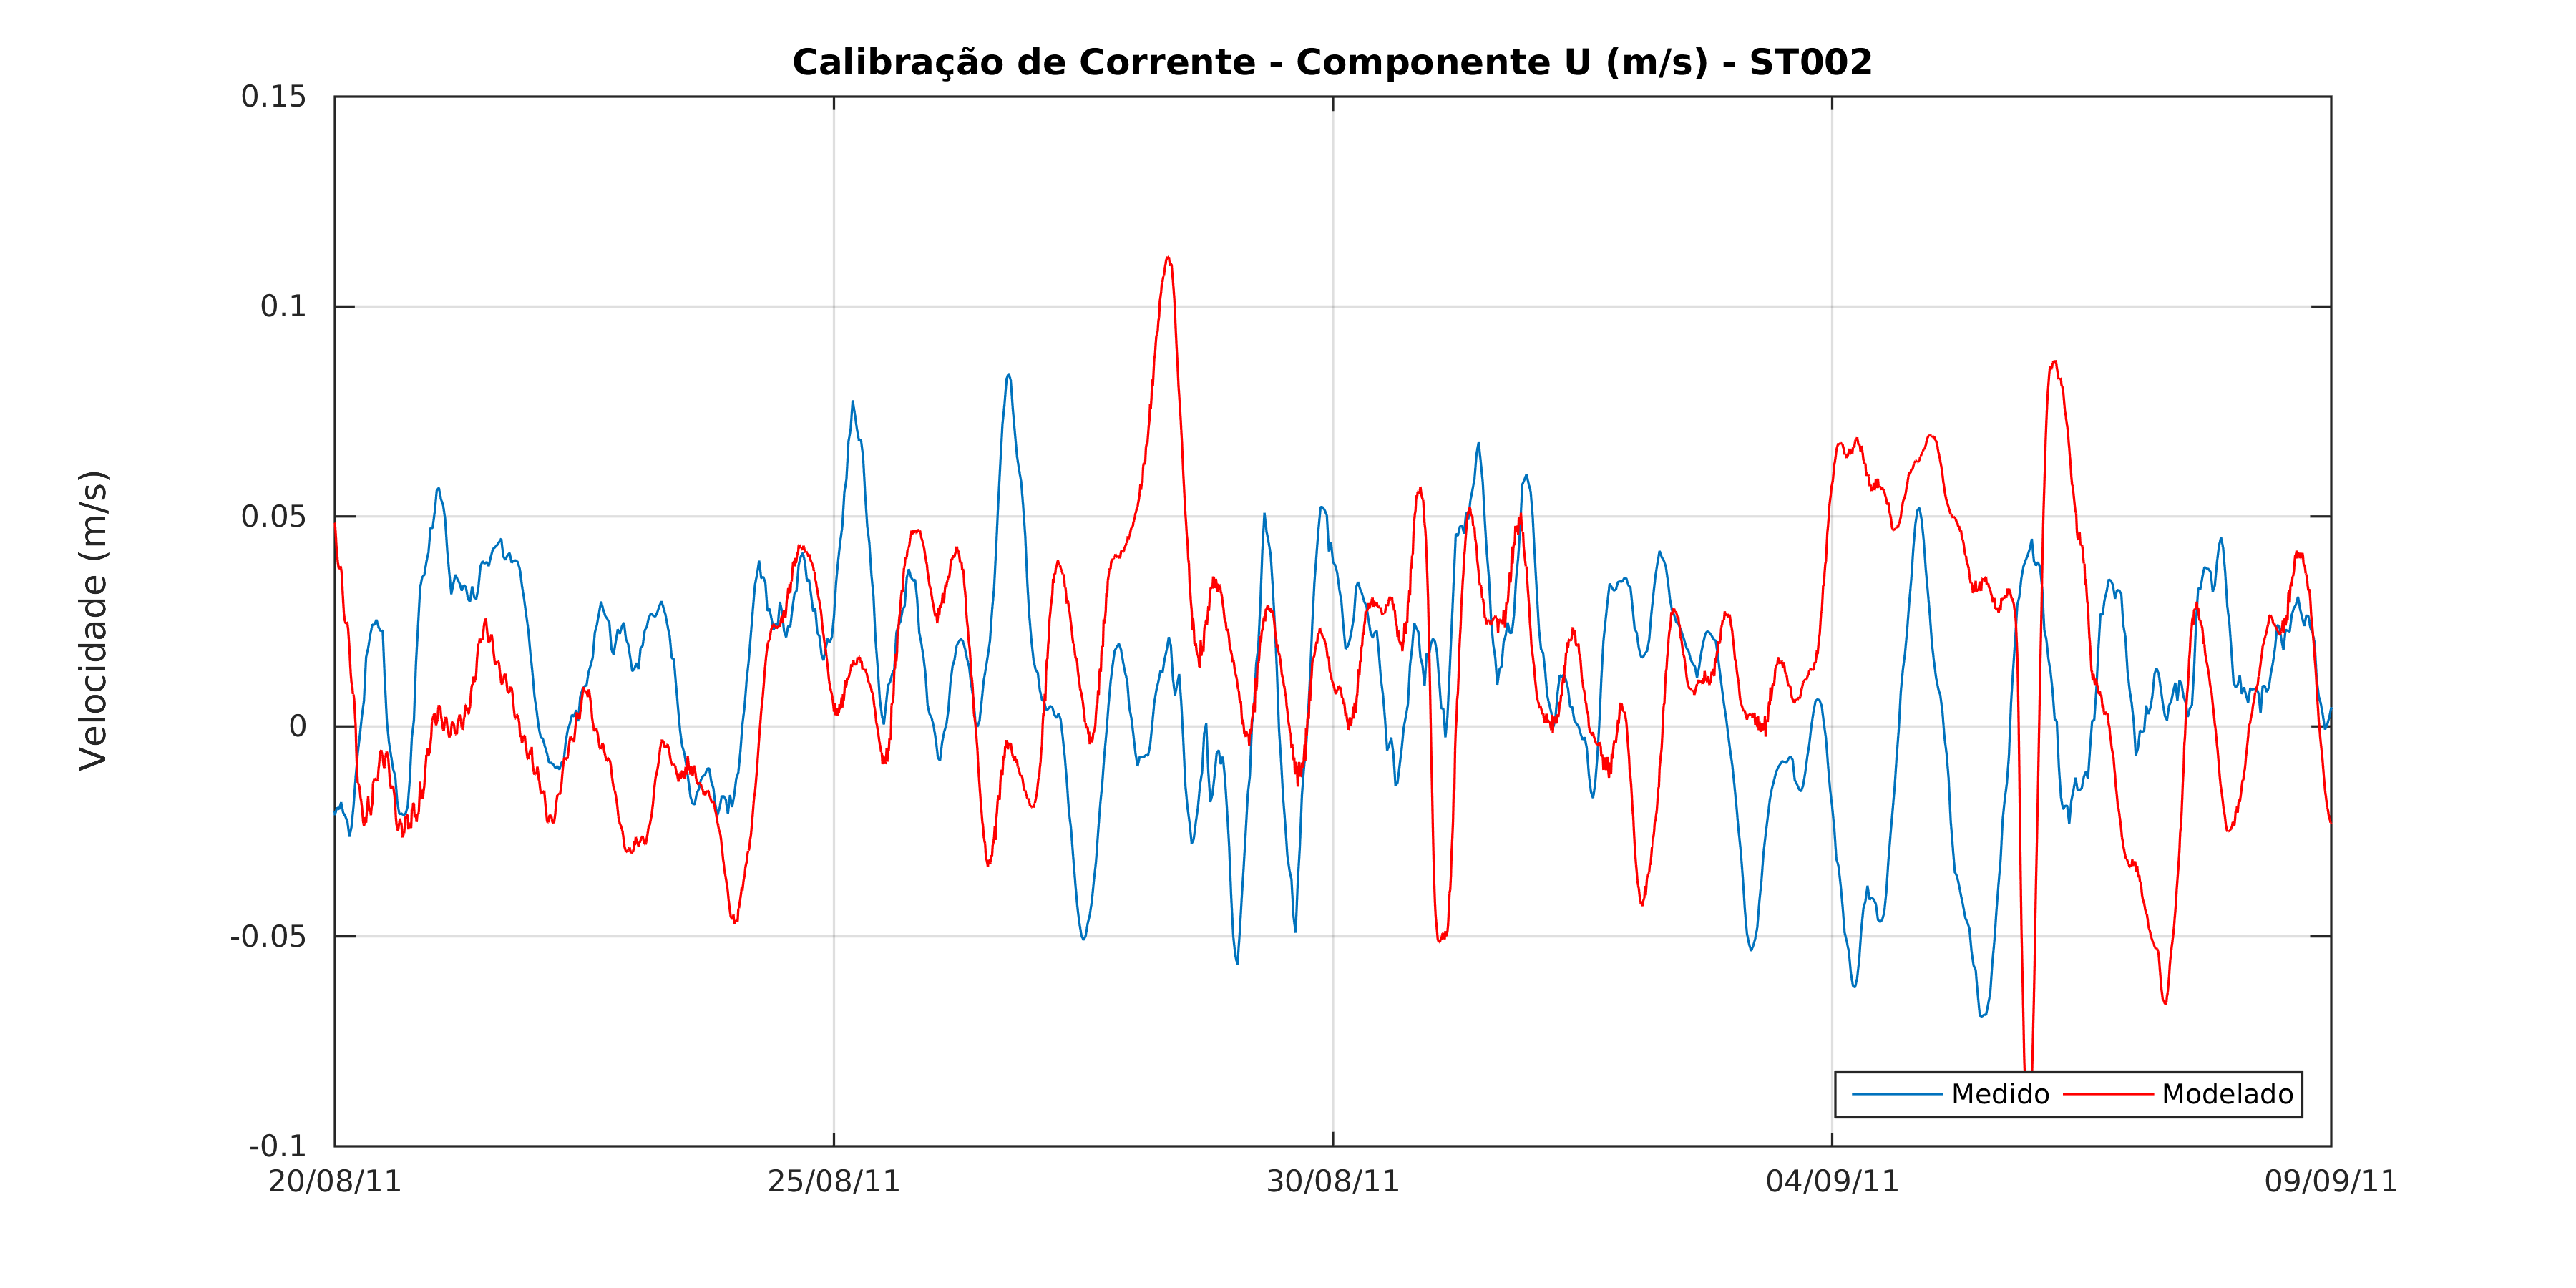 Calibração de Corrente - Componente U (m/s) - ST002
Velocidade (m/s)
0.15
0.1
0.05
0
-0.05
-0.1
20/08/11
25/08/11
30/08/11
04/09/11
09/09/11
Medido
Modelado